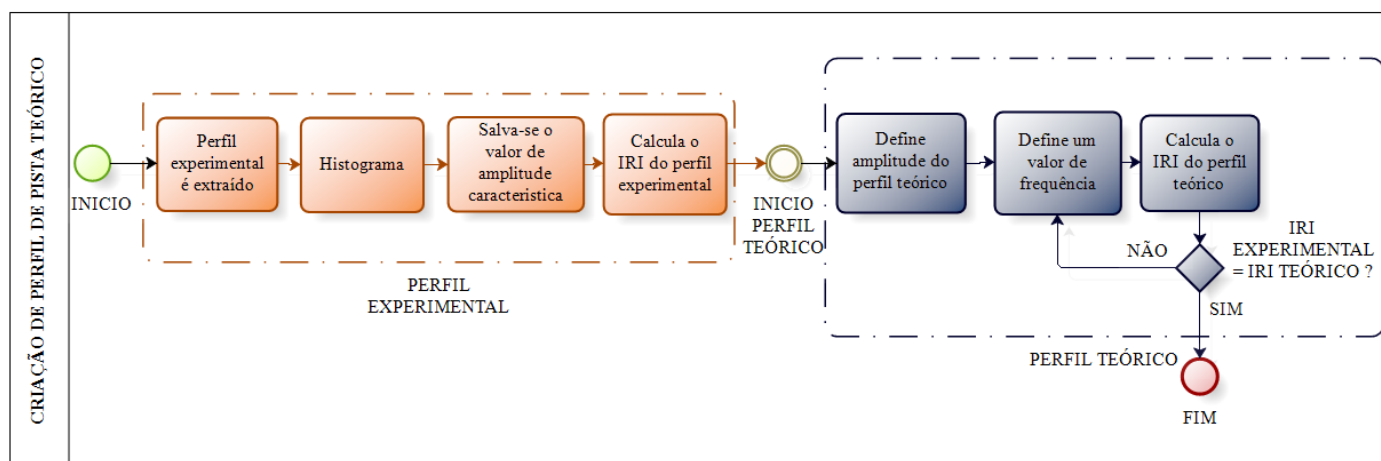 CRIAÇÃO DE PERFIL DE PISTA TEÓRICO
INICIO
Perfil
experimental
é extraído
Histograma
Salva-se o
valor de
amplitude
caracteristica
Calcula o
IRI do perfil
experimental
PERFIL
EXPERIMENTAL
INICIO
PERFIL
TEÓRICO
Define
amplitude do
perfil teórico
Define um
valor de
frequência
Calcula o
IRI do perfil
teórico
IRI
EXPERIMENTAL
= IRI TEÓRICO ?
NÃO
SIM
PERFIL TEÓRICO
FIM